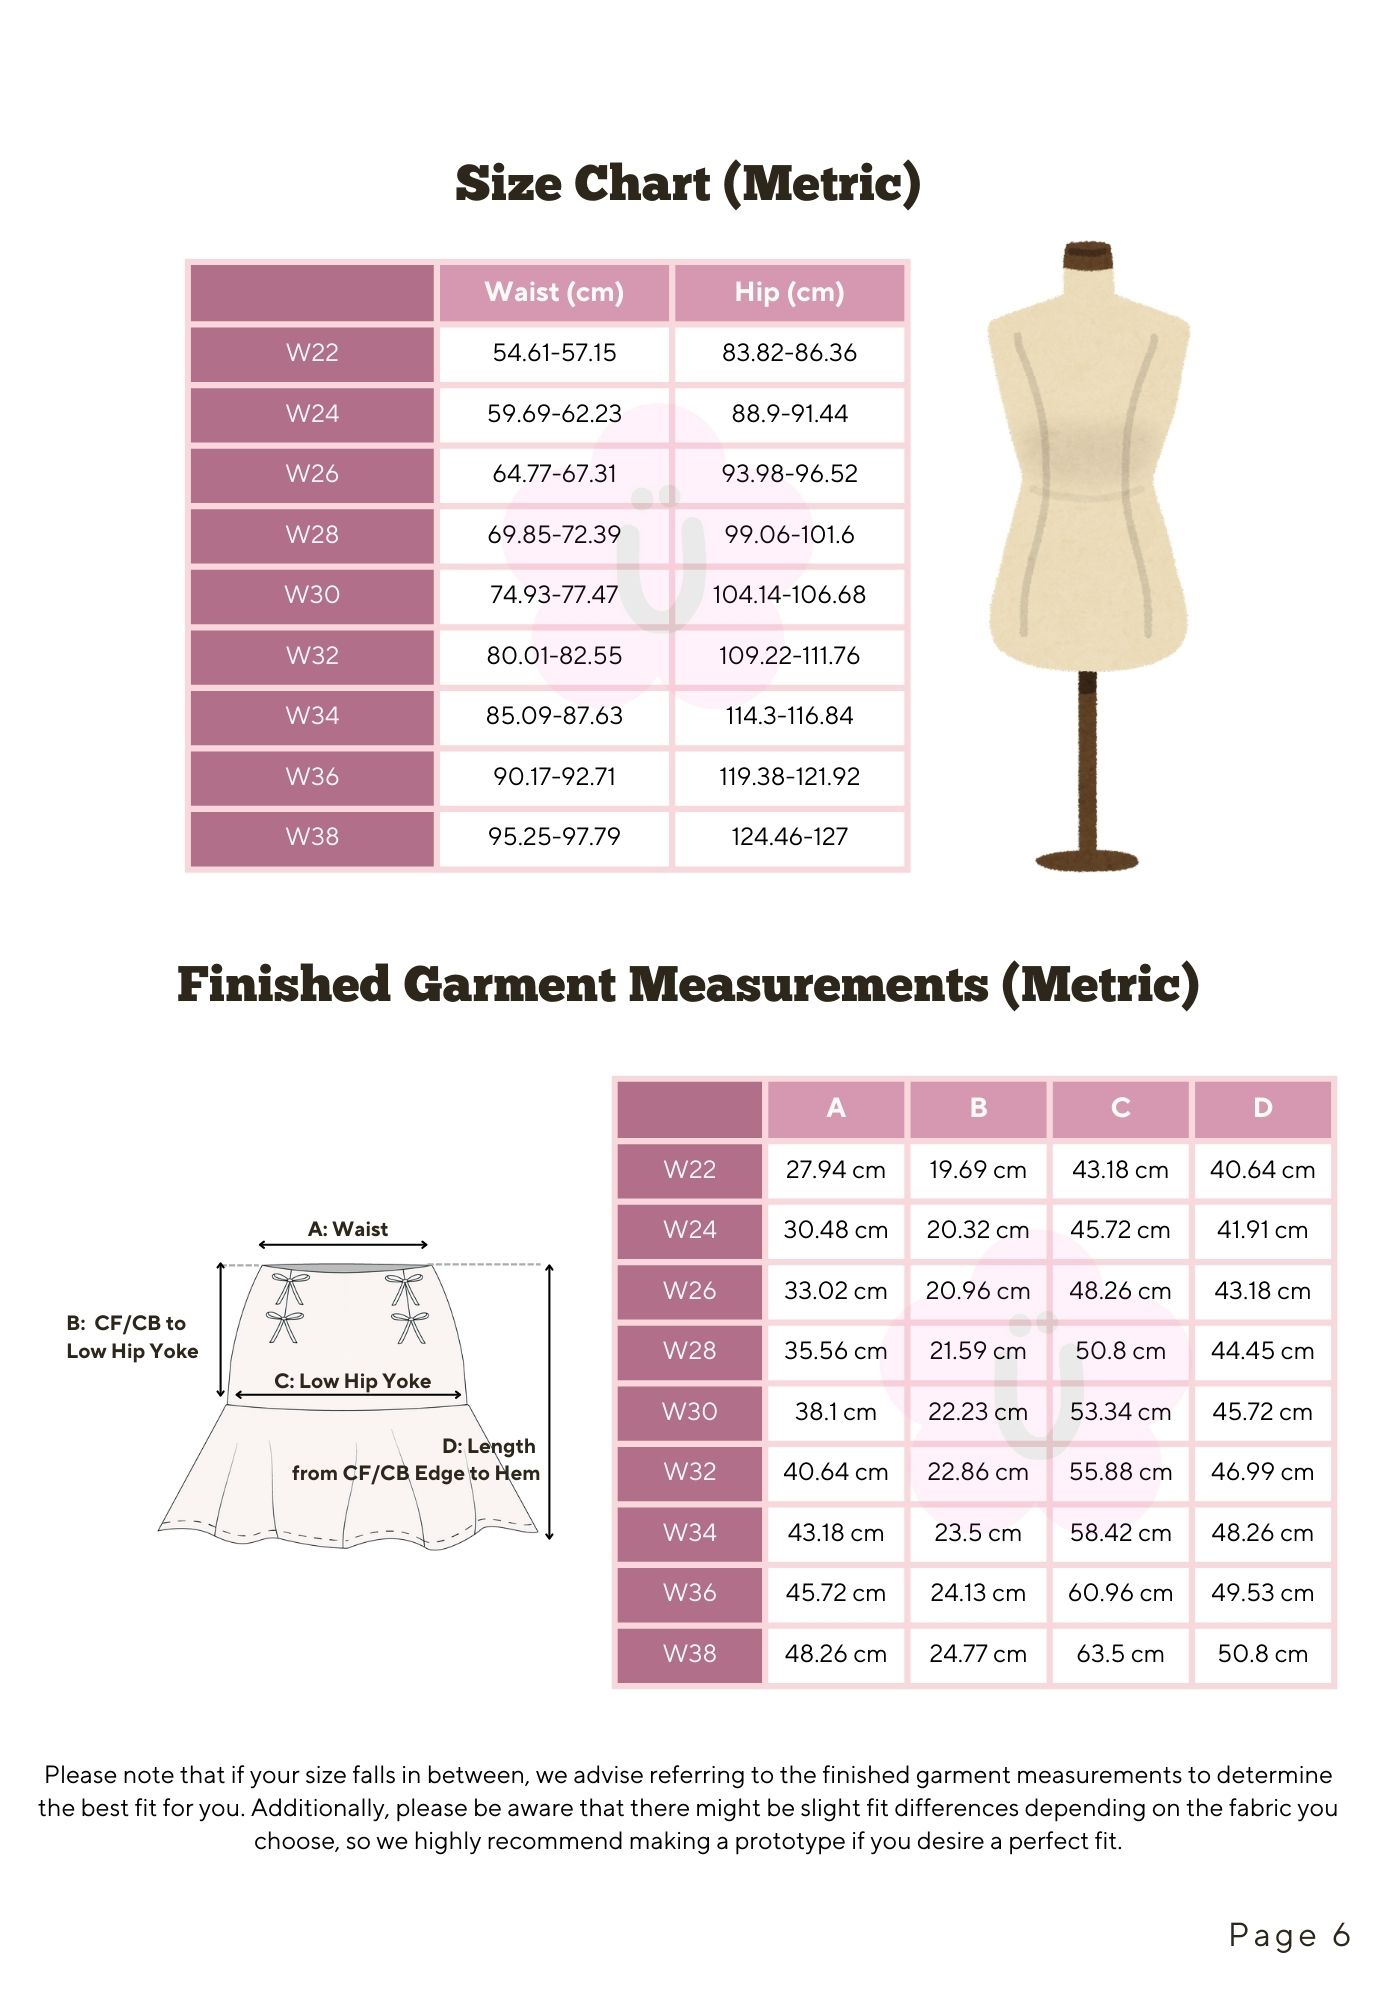 Size Chart (Metric)
Waist (cm) Hip (cm)
W22 54.61-57.15 83.82-86.36
W24 59.69-62.23 88.9-91.44
W26 64.77-67.31 93.98-96.52
W28 69.85-72.39 99.06-101.6
W30 74.93-77.47 104.14-106.68
W32 80.01-82.55 109.22-111.76
W34 85.09-87.63 114.3-116.84
W36 90.17-92.71 119.38-121.92
W38 95.25-97.79 124.46-127
Ü
Finished Garment Measurements (Metric)
A: Waist
B: CF/CB to
Low Hip Yoke
C: Low Hip Yoke
D: Length
from CF/CB Edge to Hem
A B C D
W22 27.94 cm 19.69 cm 43.18 cm 40.64 cm
W24 30.48 cm 20.32 cm 45.72 cm 41.91 cm
W26 33.02 cm 20.96 cm 48.26 cm 43.18 cm
W28 35.56 cm 21.59 cm 50.8 cm 44.45 cm
W30 38.1 cm 22.23 cm 53.34 cm 45.72 cm
W32 40.64 cm 22.86 cm 55.88 cm 46.99 cm
W34 43.18 cm 23.5 cm 58.42 cm 48.26 cm
W36 45.72 cm 24.13 cm 60.96 cm 49.53 cm
W38 48.26 cm 24.77 cm 63.5 cm 50.8 cm
Ü
Please note that if your size falls in between, we advise referring to the finished garment measurements to determine
the best fit for you. Additionally, please be aware that there might be slight fit differences depending on the fabric you
choose, so we highly recommend making a prototype if you desire a perfect fit.
Page 6